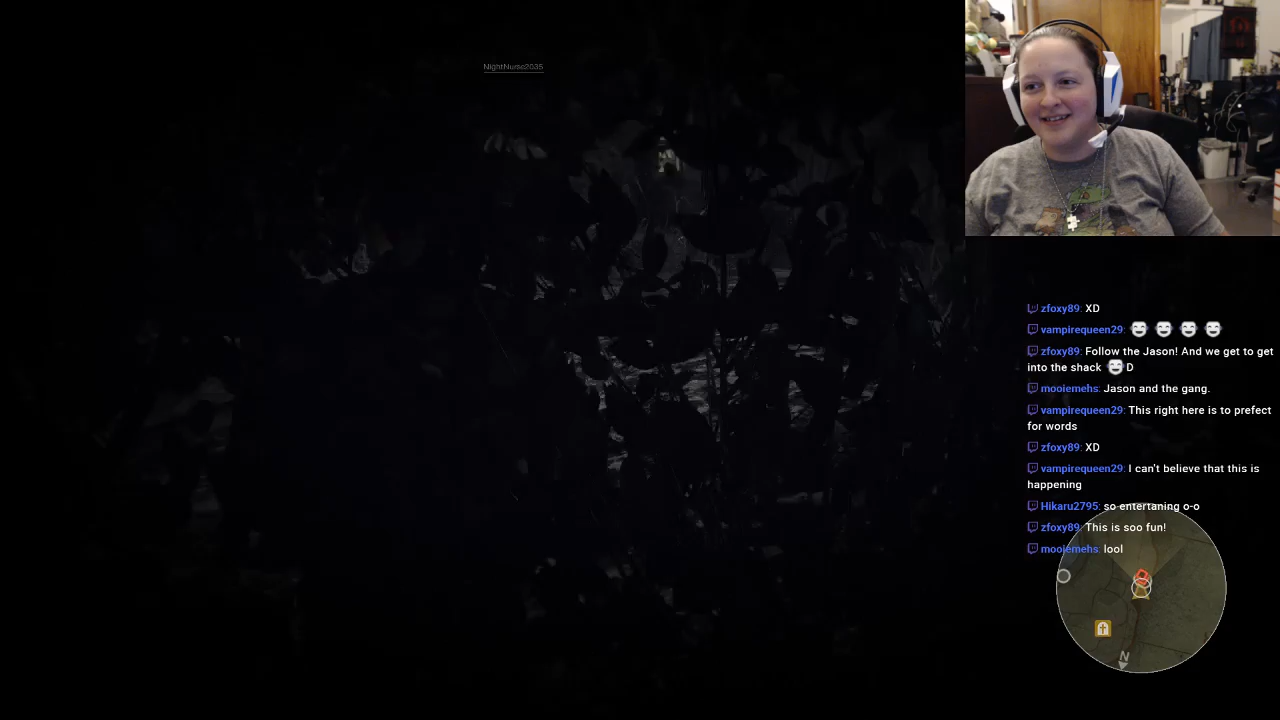 NightNurse2035
zfoxy89: XD
vampirequeen29:
zfoxy89: Follow the Jason! And we get to get
into the shack D
mooiemehs: Jason and the gang.
vampirequeen29: This right here is to prefect
for words
zfoxy89: XD
vampirequeen29: I can't believe that this is
happening
Hikaru2795: so entertaning o-o
zfoxy89: This is soo fun!
mooiemehs: lool
N